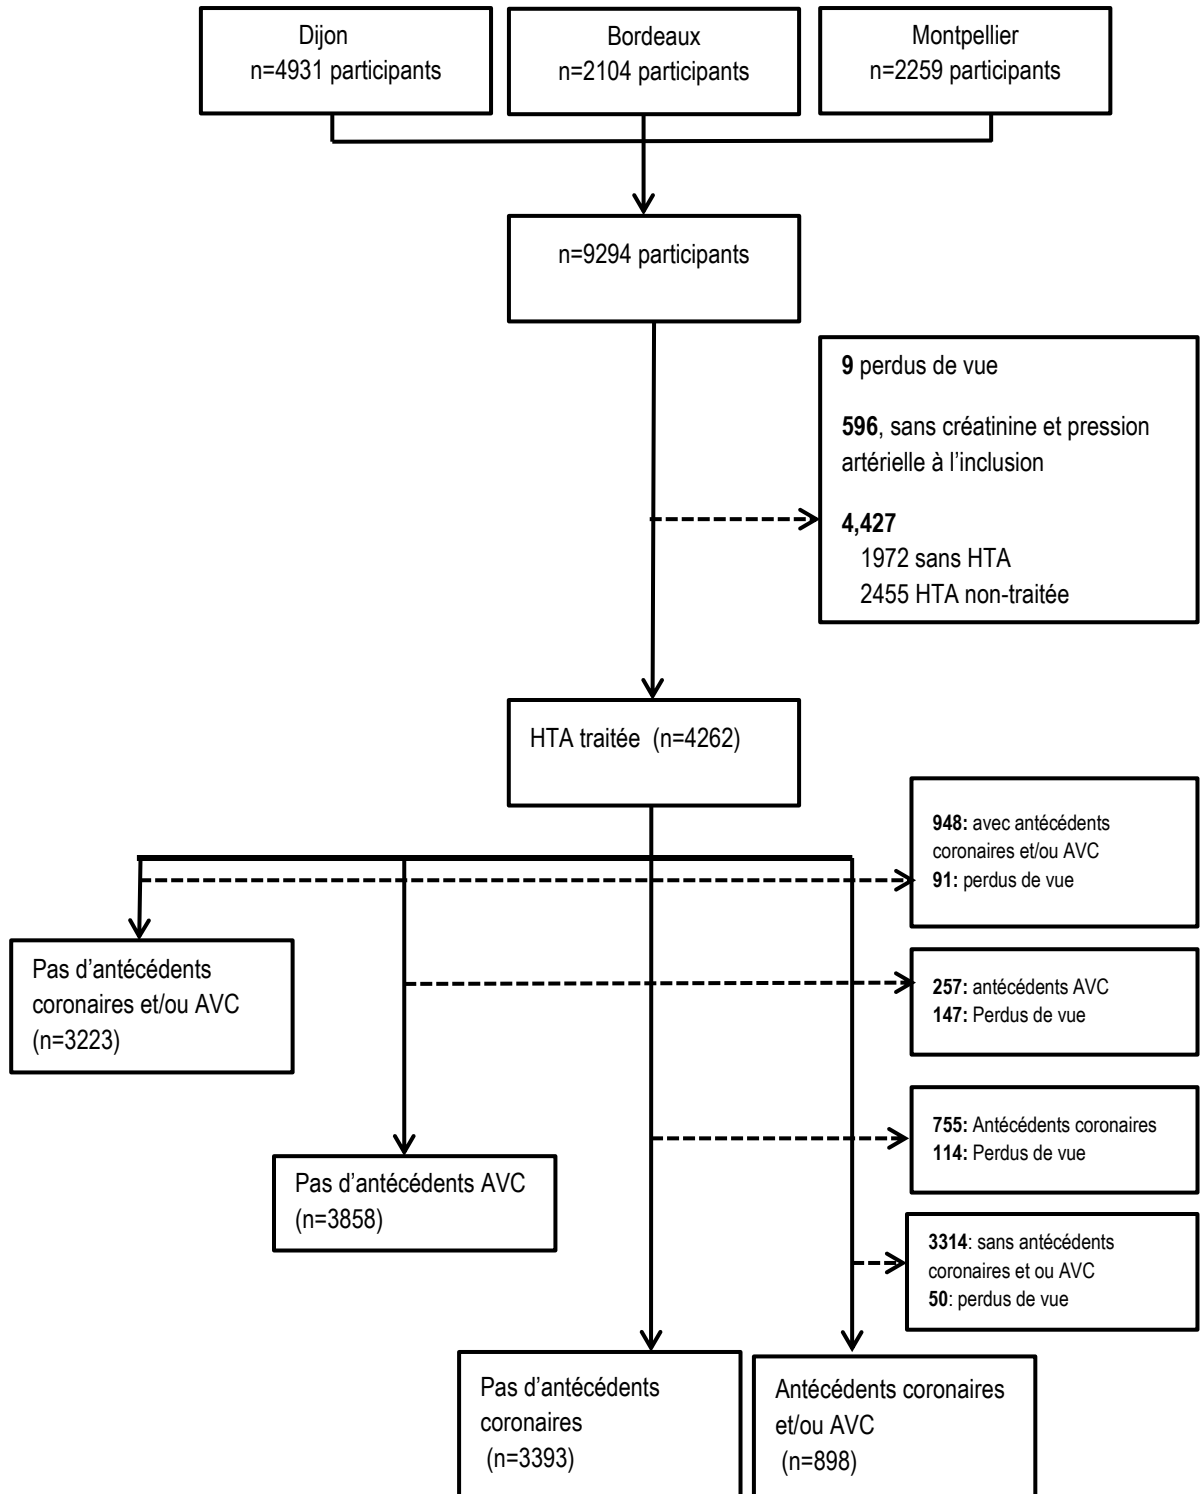 Dijon
n=4931 participants
Bordeaux
n=2104 participants
Montpellier
n=2259 participants
n=9294 participants
9 perdus de vue
596, sans créatinine et pression
artérielle à l’inclusion
4,427
1972 sans HTA
2455 HTA non-traitée
HTA traitée (n=4262)
948: avec antécédents
coronaires et/ou AVC
91: perdus de vue
Pas d’antécédents
coronaires et/ou AVC
(n=3223)
257: antécédents AVC
147: Perdus de vue
755: Antécédents coronaires
114: Perdus de vue
Pas d’antécédents AVC
(n=3858)
3314: sans antécédents
coronaires et ou AVC
50: perdus de vue
Pas d’antécédents
coronaires
(n=3393)
Antécédents coronaires
et/ou AVC
(n=898)